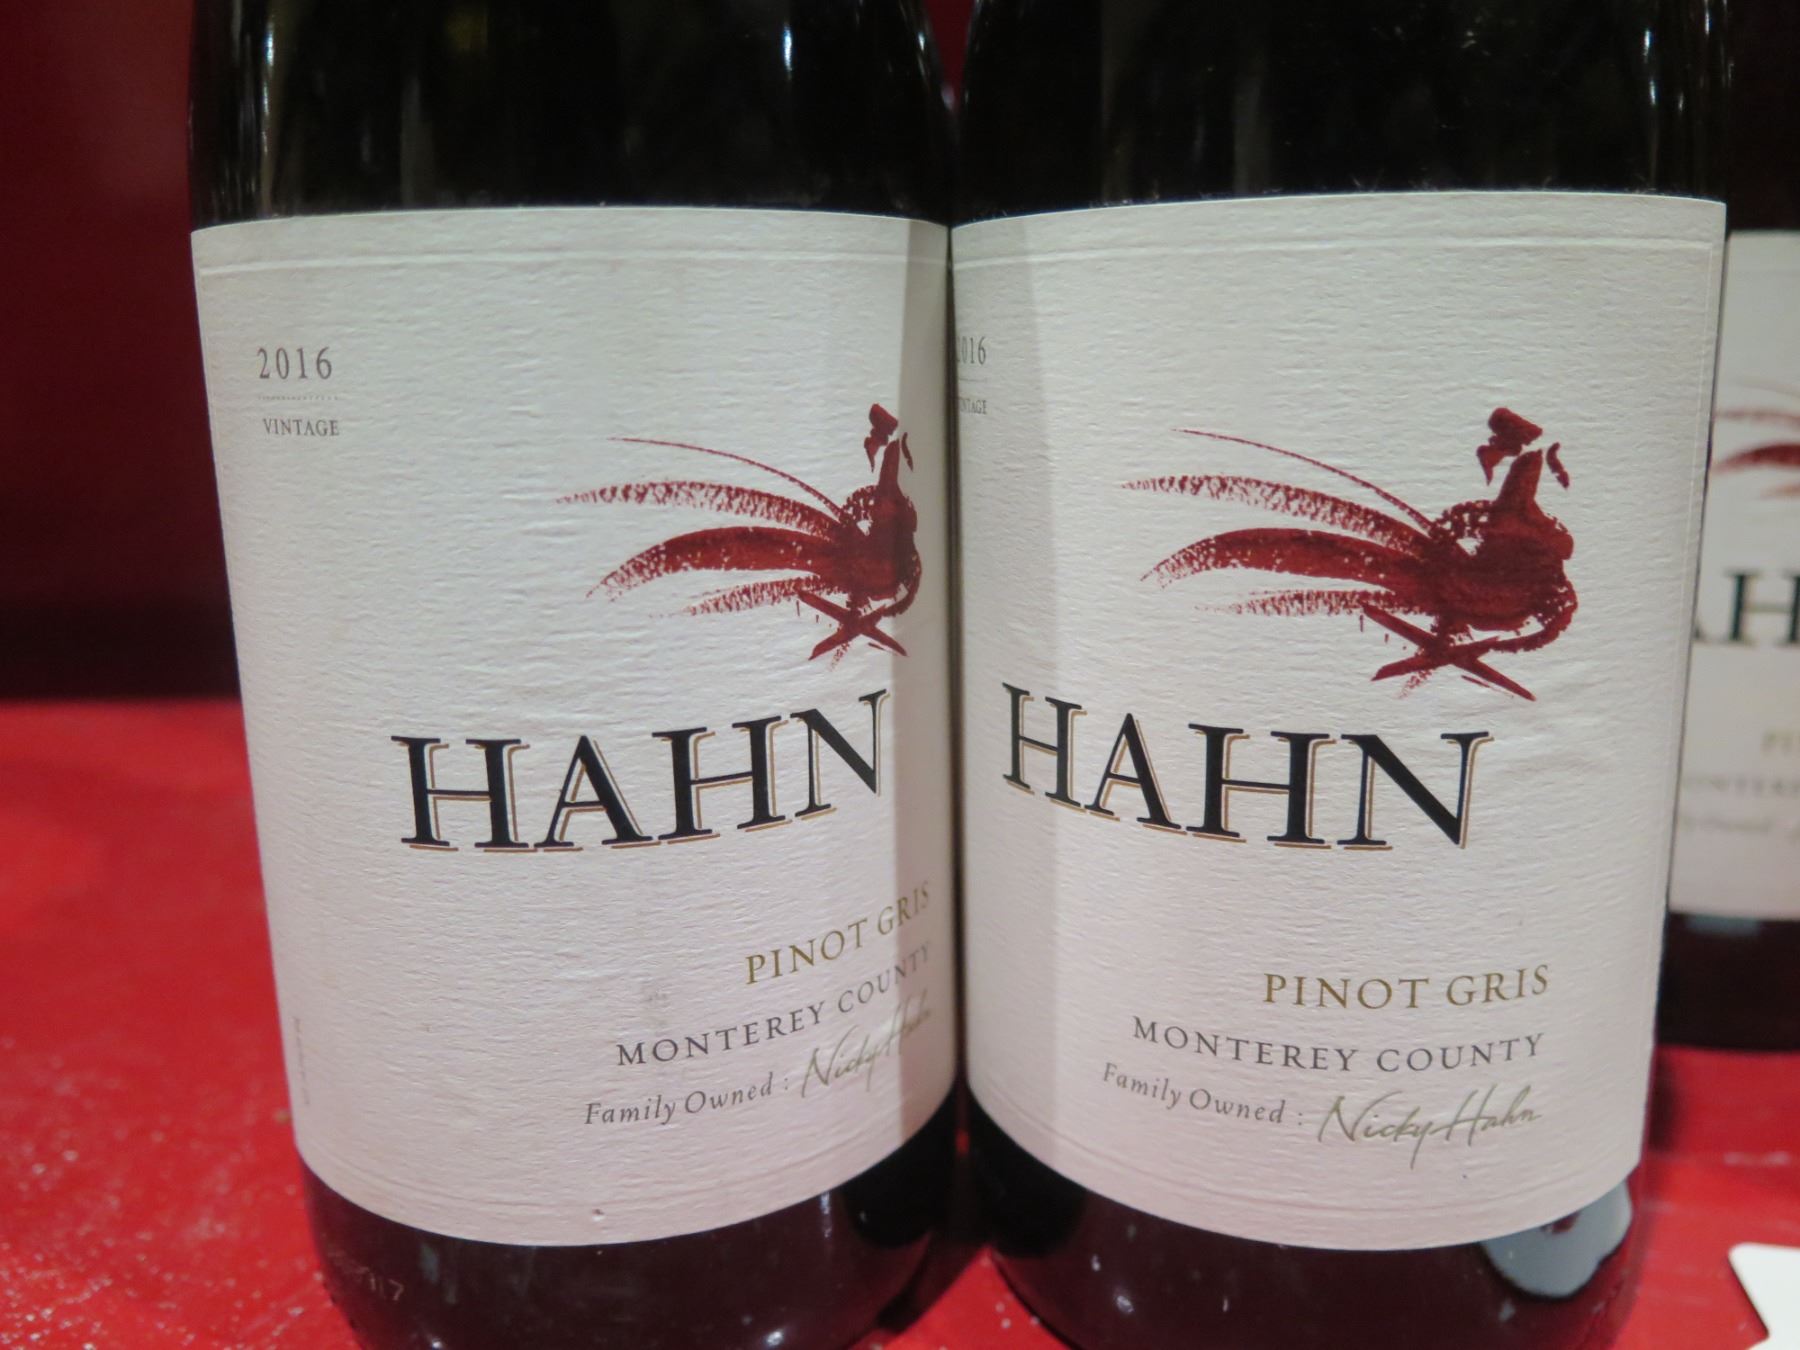 2016
VINTAGE
HAHN
PINOT GRIS
MONTEREY COUNTY
Family Owned : Nicky Hahn
2016
VINTAGE
HAHN
PINOT GRIS
MONTEREY COUNTY
Family Owned : Nicky Hahn